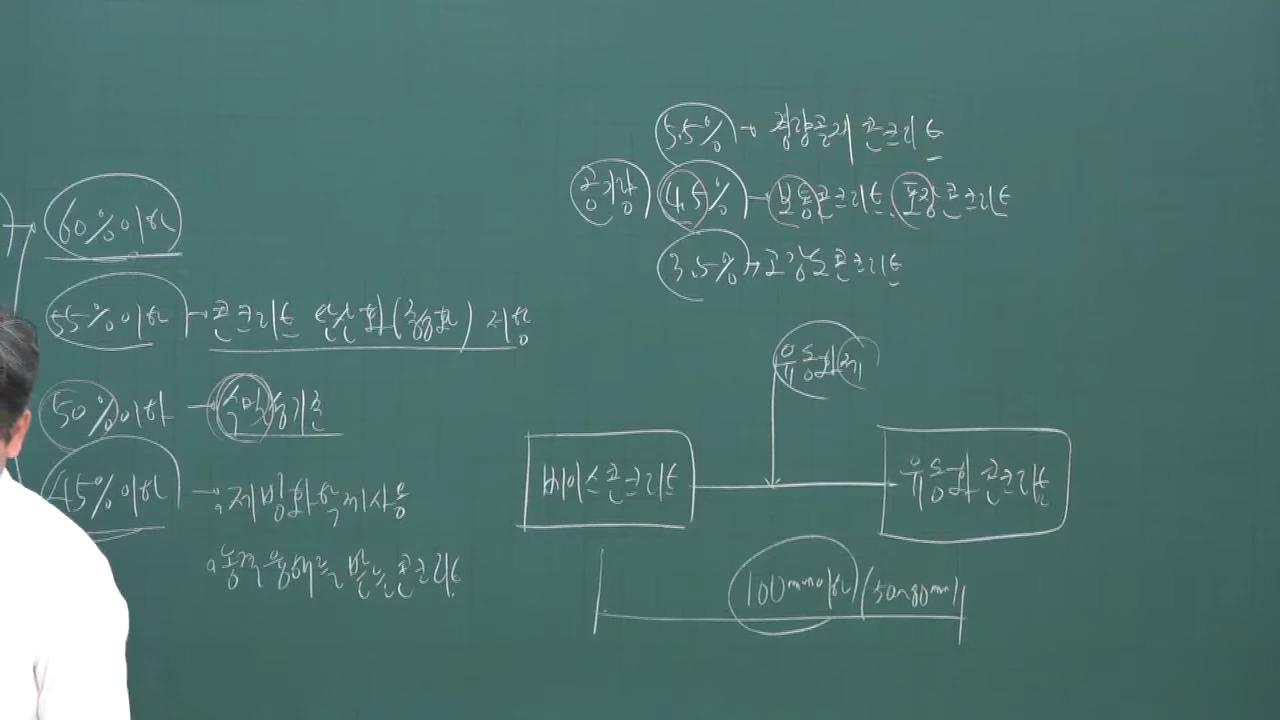 60% 이하
55% 이하 → 콘크리트 탄산화(중성화) 저항
50% 이하 → 수밀성 기준
45% 이하 → 제빙화학제 사용
동결융해를 받는 콘크리트
5.5% → 경량골재 콘크리트
공기량 4.5% → 보통콘크리트, 포장콘크리트
3.5% → 고강도콘크리트
유동화제
베이스콘크리트
유동화 콘크리트
100mm이하 (50~80mm)